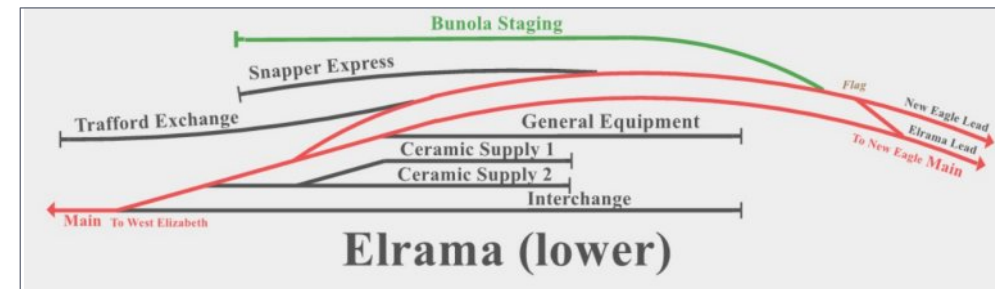 Bunola Staging
Snapper Express
Flag
New Eagle Lead
Trafford Exchange
General Equipment
Elrama Lead
To New Eagle Main
Ceramic Supply 1
Ceramic Supply 2
Interchange
Main To West Elizabeth
Elrama (lower)